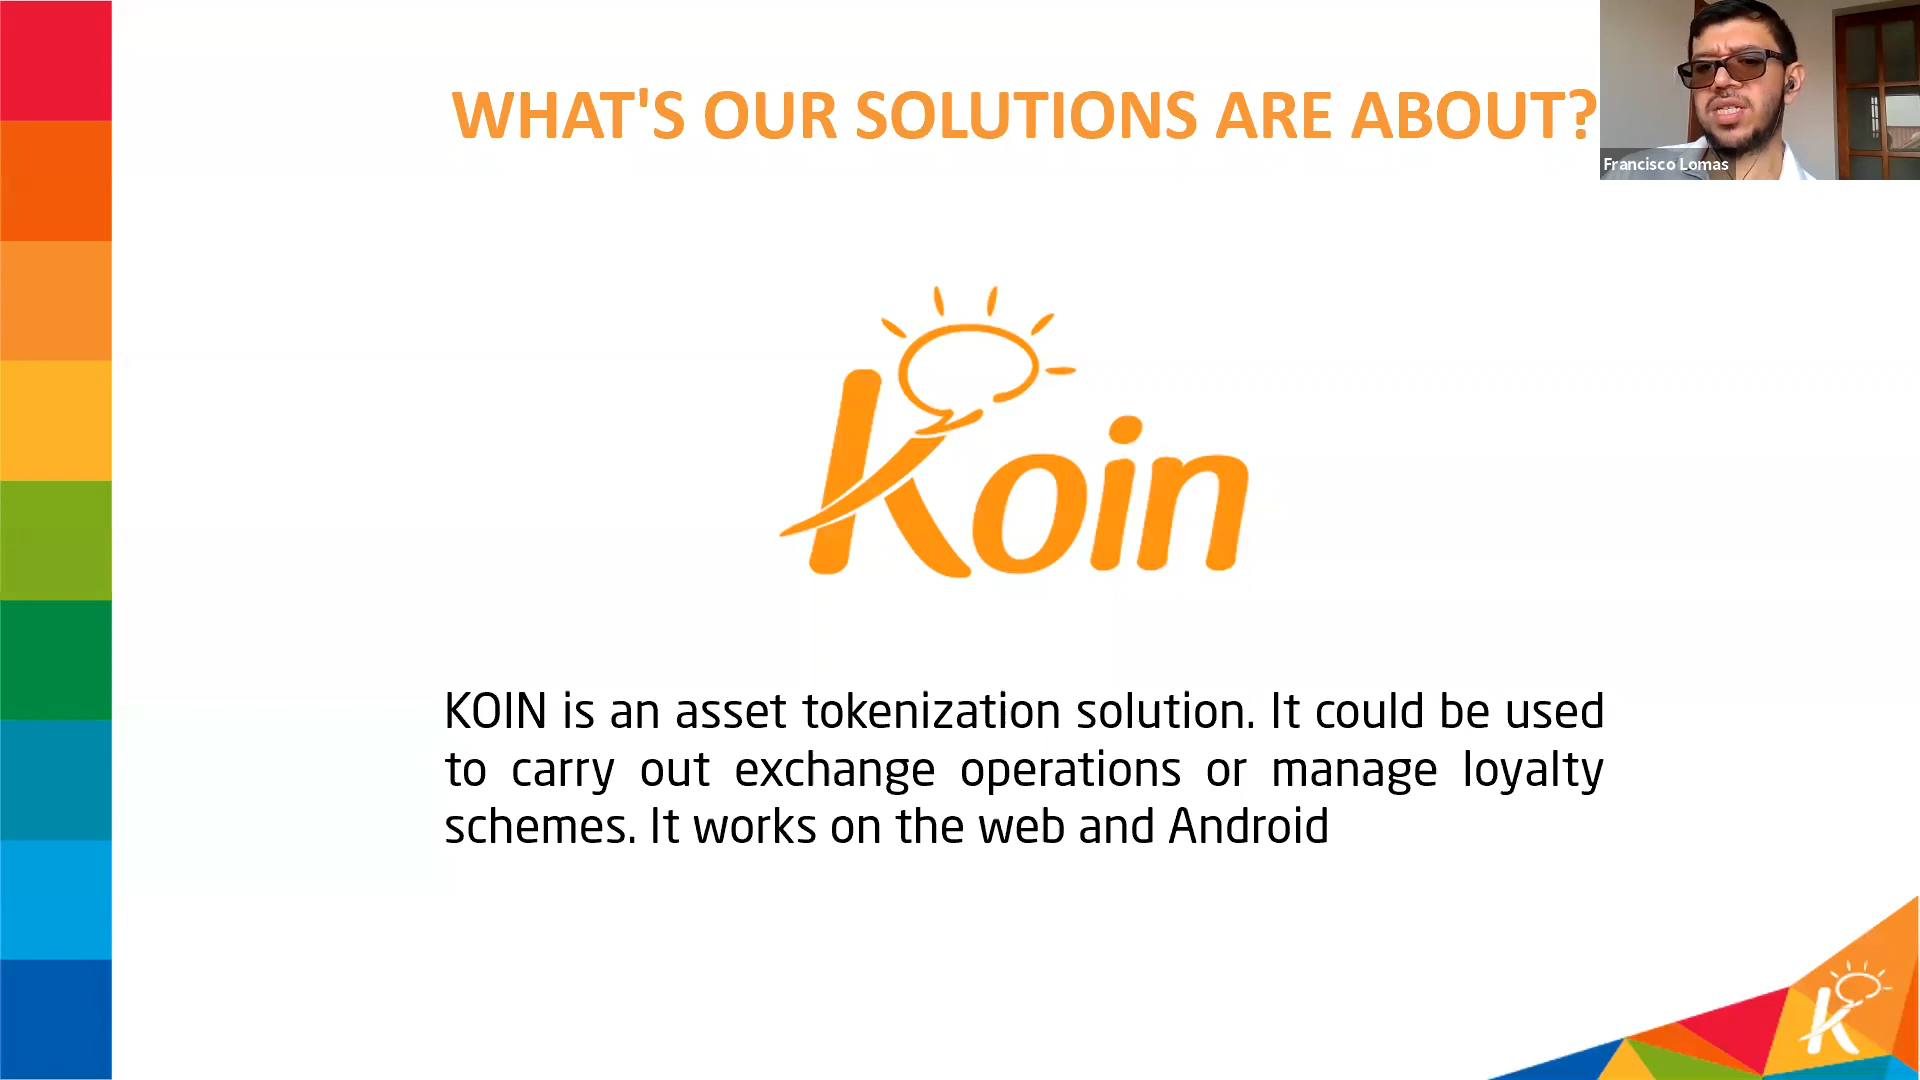 WHAT'S OUR SOLUTIONS ARE ABOUT?
Francisco Lomas
Koin
KOIN is an asset tokenization solution. It could be used
to carry out exchange operations or manage loyalty
schemes. It works on the web and Android
K